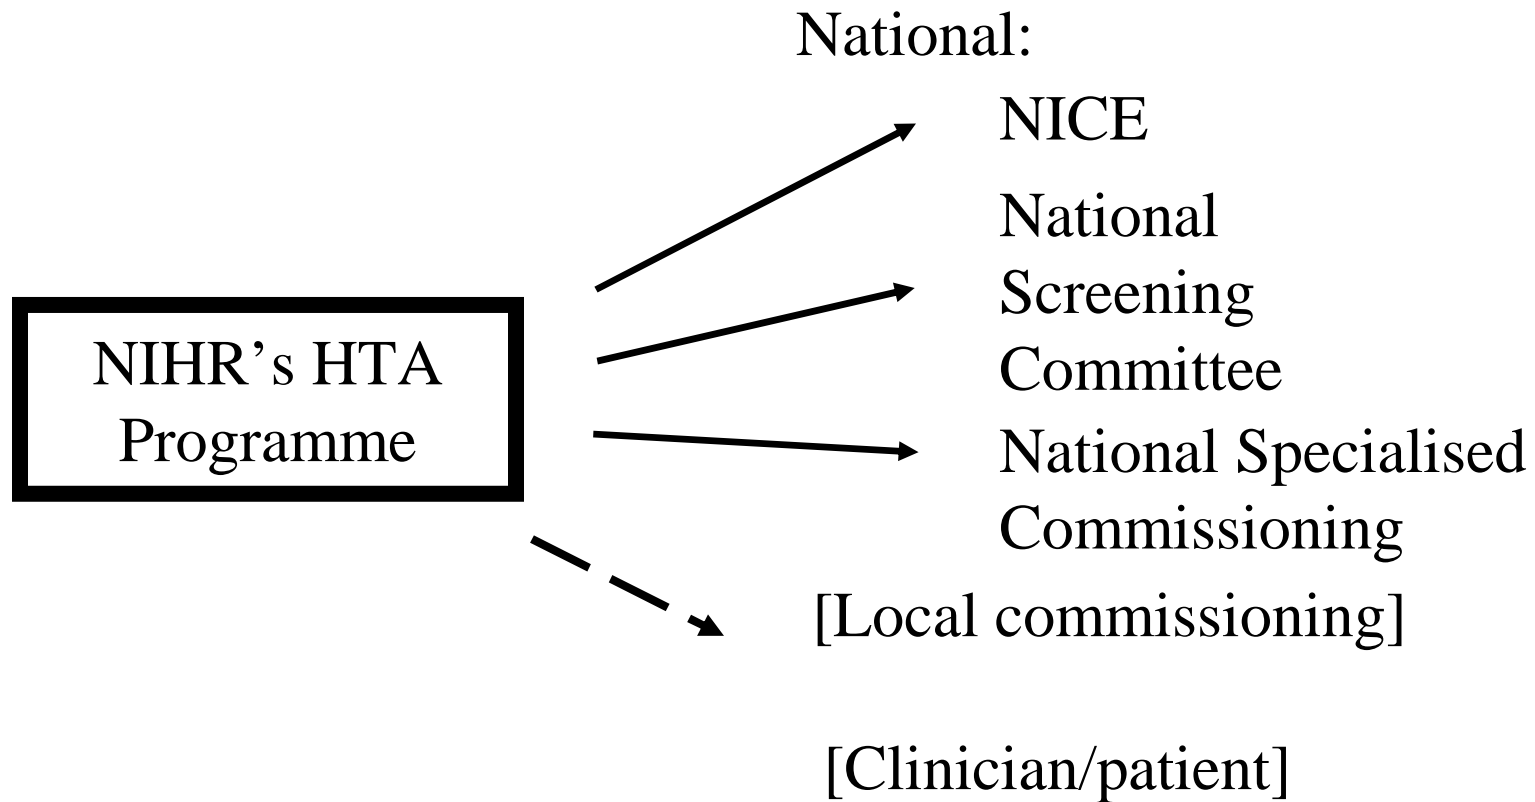 National:
NICE
National
Screening
Committee
NIHR’s HTA
Programme
National Specialised
Commissioning
[Local commissioning]
[Clinician/patient]